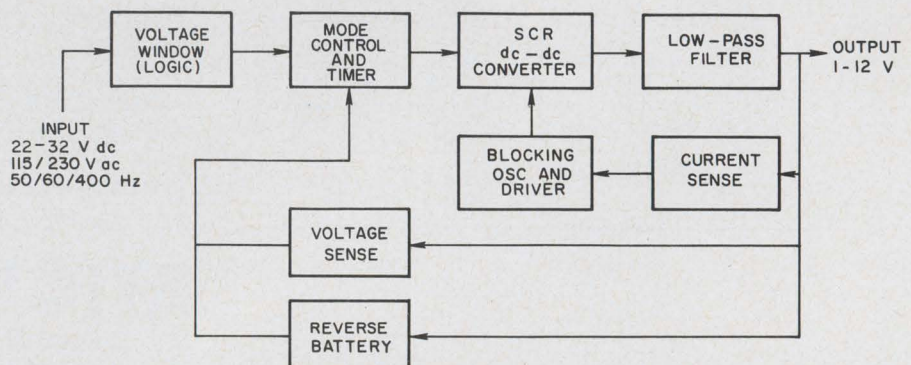 VOLTAGE
WINDOW
(LOGIC)
MODE
CONTROL
AND
TIMER
SCR
dc-dc
CONVERTER
LOW-PASS
FILTER
OUTPUT
1-12 V
INPUT
22-32 V dc
115/230 V ac
50/60/400 Hz
BLOCKING
OSC AND
DRIVER
CURRENT
SENSE
VOLTAGE
SENSE
REVERSE
BATTERY